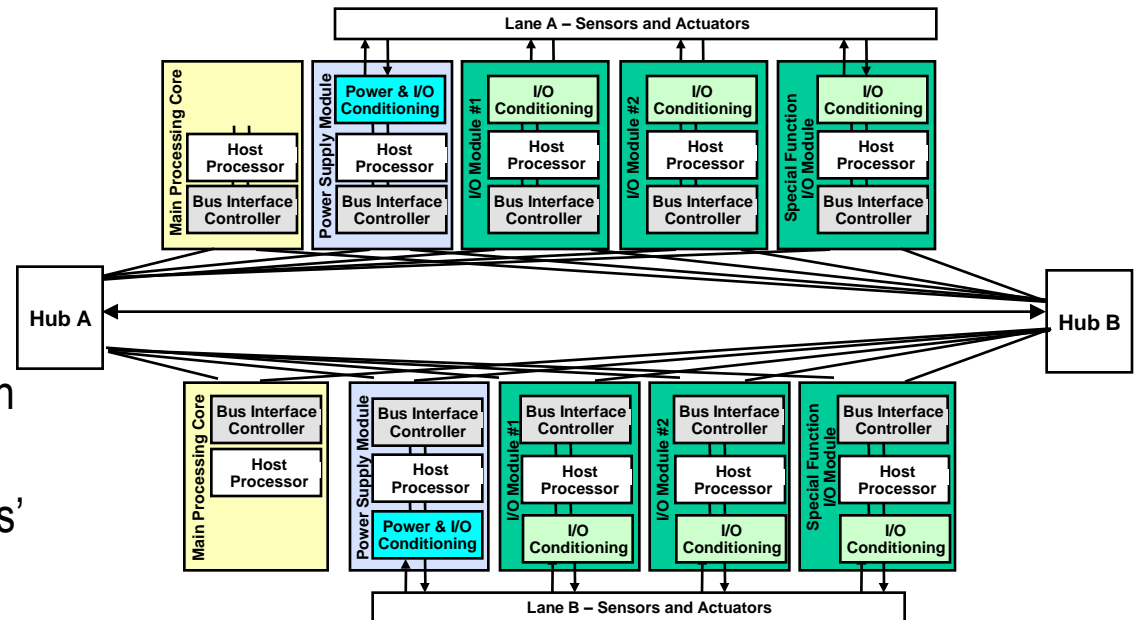 Lane A – Sensors and Actuators
Main Processing Core
Host
Processor
Bus Interface
Controller
Power Supply Module
Power & I/O
Conditioning
Host
Processor
Bus Interface
Controller
I/O Module #1
I/O
Conditioning
Host
Processor
Bus Interface
Controller
I/O Module #2
I/O
Conditioning
Host
Processor
Bus Interface
Controller
Special Function
I/O Module
I/O
Conditioning
Host
Processor
Bus Interface
Controller
Hub A
Hub B
Main Processing Core
Bus Interface
Controller
Host
Processor
Power Supply Module
Bus Interface
Controller
Host
Processor
Power & I/O
Conditioning
I/O Module #1
Bus Interface
Controller
Host
Processor
I/O
Conditioning
I/O Module #2
Bus Interface
Controller
Host
Processor
I/O
Conditioning
Special Function
I/O Module
Bus Interface
Controller
Host
Processor
I/O
Conditioning
Lane B – Sensors and Actuators